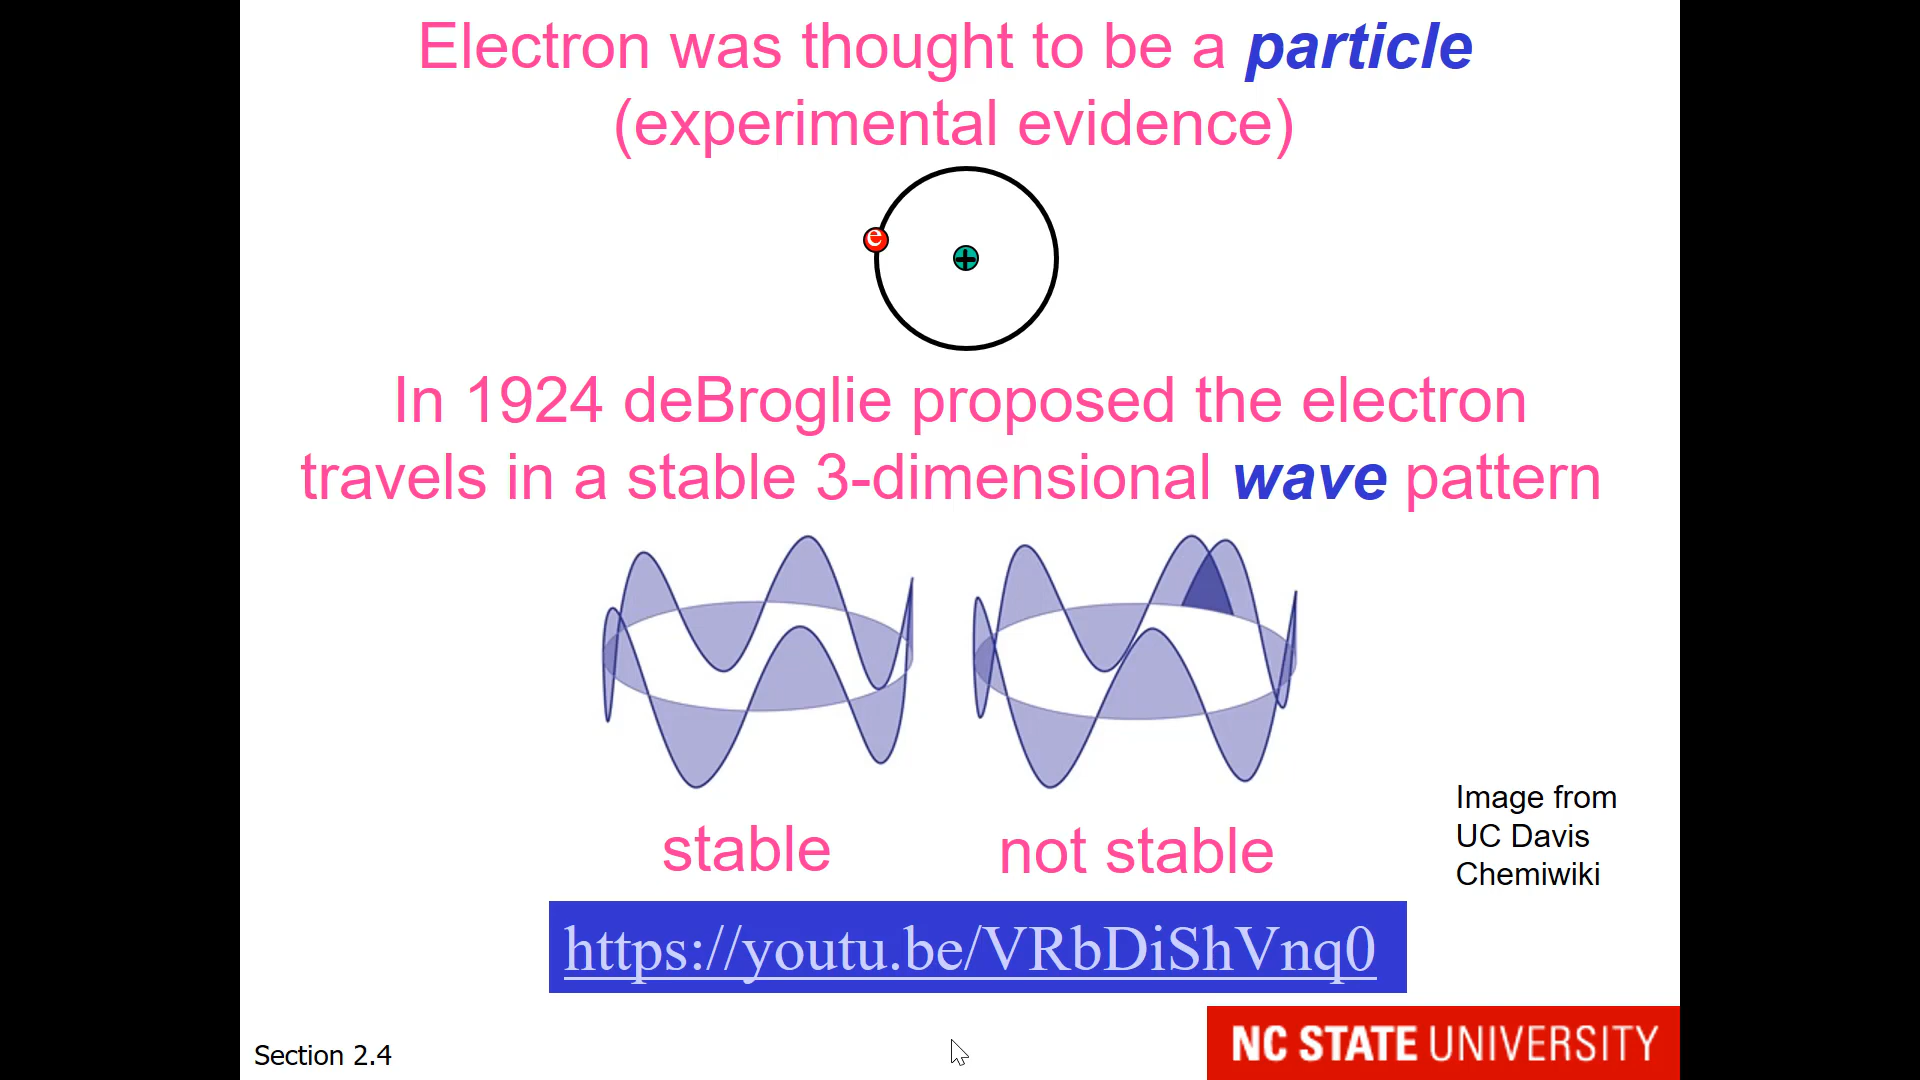 Electron was thought to be a particle
(experimental evidence)
e
+
In 1924 deBroglie proposed the electron
travels in a stable 3-dimensional wave pattern
stable
not stable
Image from
UC Davis
Chemiwiki
https://youtu.be/VRbDiShVnq0
Section 2.4
NC STATE UNIVERSITY